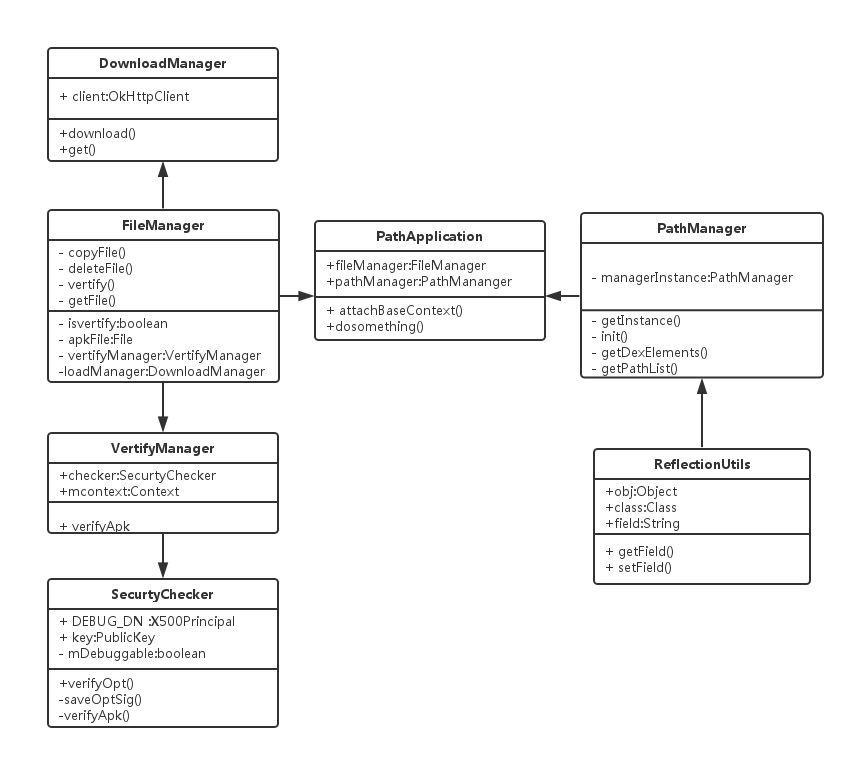 DownloadManager
+ client:OkHttpClient
+download()
+get()
FileManager
- copyFile()
- deleteFile()
- vertify()
- getFile()
- isvertify:boolean
- apkFile:File
- vertifyManager:VertifyManager
-loadManager:DownloadManager
PathApplication
+fileManager:FileManager
+pathManager:PathMananger
+ attachBaseContext()
+dosomething()
PathManager
- managerInstance:PathManager
- getInstance()
- init()
- getDexElements()
- getPathList()
VertifyManager
+checker:SecurtyChecker
+mcontext:Context
+ verifyApk
ReflectionUtils
+obj:Object
+class:Class
+field:String
+ getField()
+ setField()
SecurtyChecker
+ DEBUG_DN :X500Principal
+ key:PublicKey
- mDebuggable:boolean
+verifyOpt()
-saveOptSig()
-verifyApk()